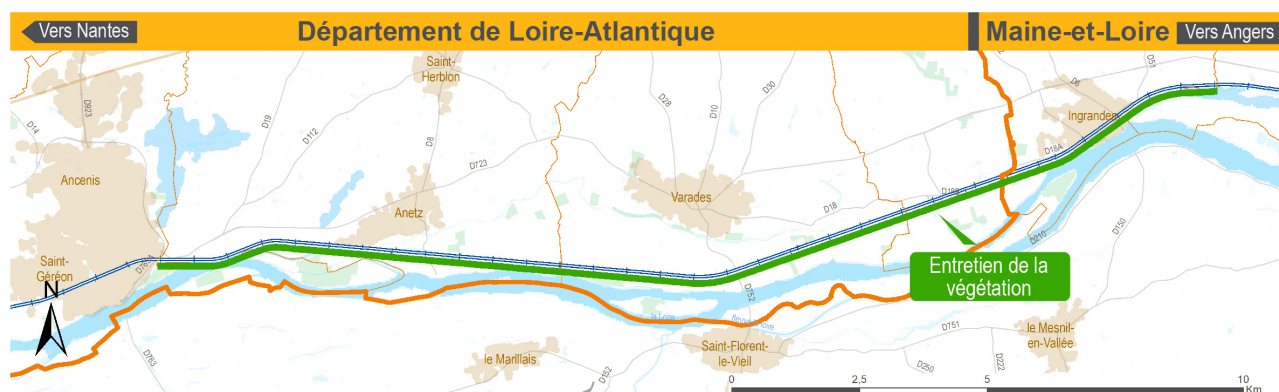 Vers Nantes
Département de Loire-Atlantique
Maine-et-Loire
Vers Angers
Saint-
Herblon
D923
D14
D19
D112
D8
D28
D10
D30
D6
D51
Ingrandes
D18A
D723
Ancenis
Anetz
Varades
D18
D210
D150
Saint-
Géréon
N
Entretien de la
végétation
D752
la Loire
D763
le Marillais
D152
Saint-Florent-
le-Vieil
D751
D250
D222
le Mesnil-
en-Vallée
0
2,5
5
10
Km